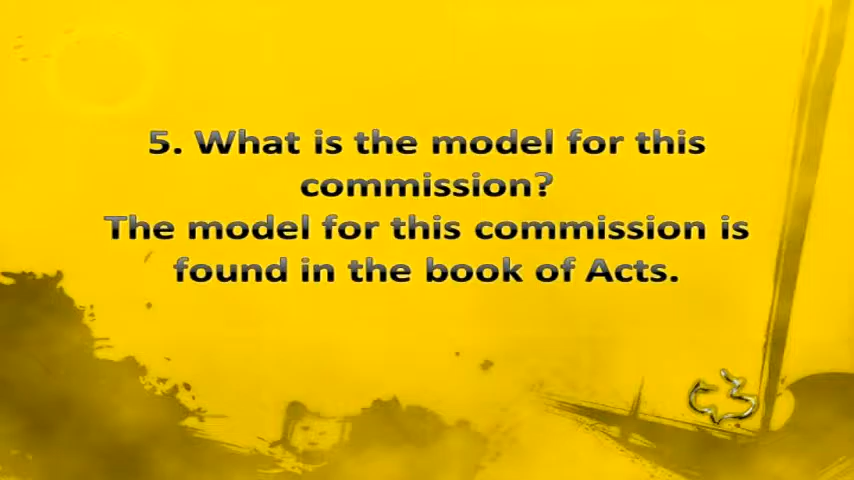 5. What is the model for this
commission?
The model for this commission is
found in the book of Acts.